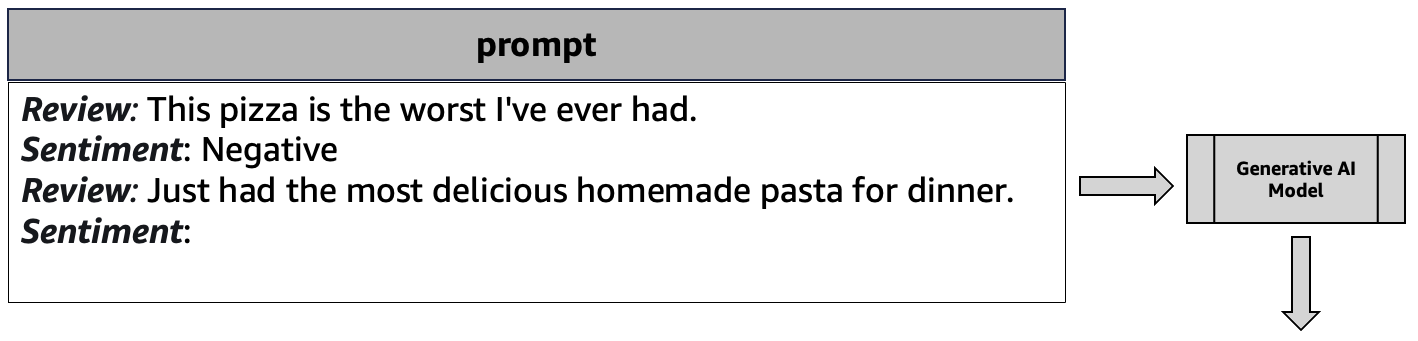 prompt
Review: This pizza is the worst I've ever had.
Sentiment: Negative
Review: Just had the most delicious homemade pasta for dinner.
Sentiment:
Generative AI
Model